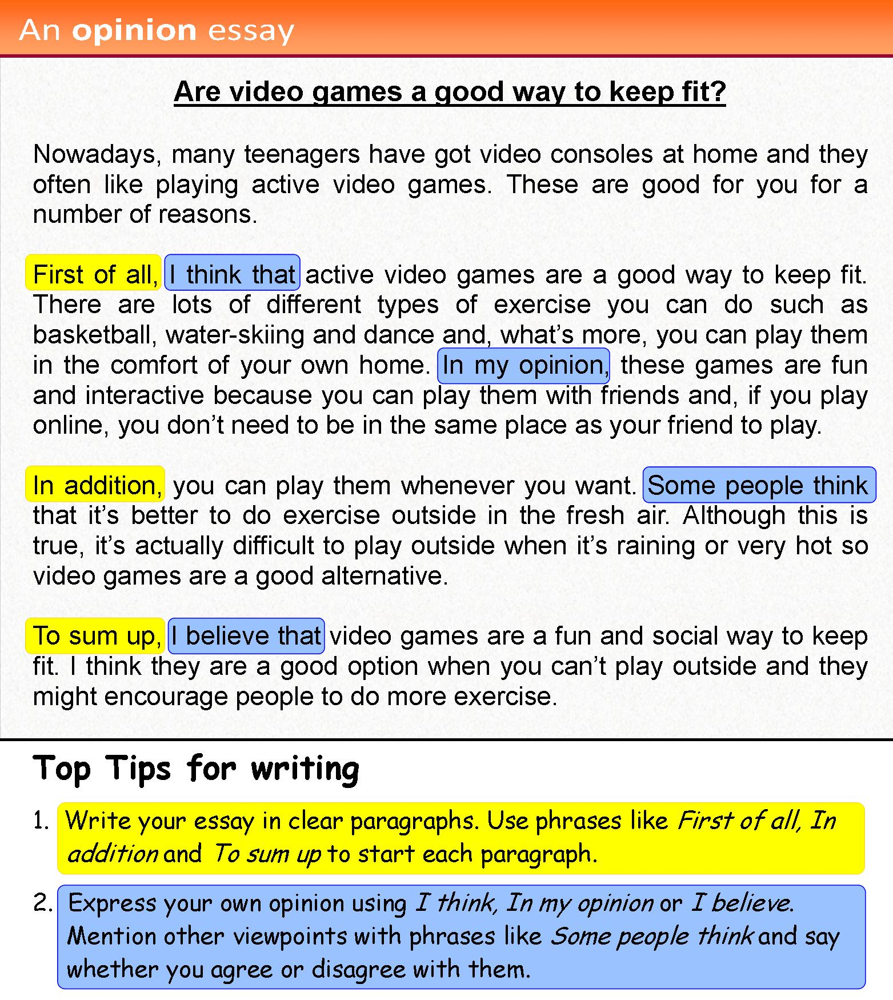 An opinion essay
Are video games a good way to keep fit?
Nowadays, many teenagers have got video consoles at home and they
often like playing active video games. These are good for you for a
number of reasons.
First of all, I think that active video games are a good way to keep fit.
There are lots of different types of exercise you can do such as
basketball, water-skiing and dance and, what’s more, you can play them
in the comfort of your own home. In my opinion, these games are fun
and interactive because you can play them with friends and, if you play
online, you don’t need to be in the same place as your friend to play.
In addition, you can play them whenever you want. Some people think
that it’s better to do exercise outside in the fresh air. Although this is
true, it’s actually difficult to play outside when it’s raining or very hot so
video games are a good alternative.
To sum up, I believe that video games are a fun and social way to keep
fit. I think they are a good option when you can’t play outside and they
might encourage people to do more exercise.
Top Tips for writing
1. Write your essay in clear paragraphs. Use phrases like First of all, In
addition and To sum up to start each paragraph.
2. Express your own opinion using I think, In my opinion or I believe.
Mention other viewpoints with phrases like Some people think and say
whether you agree or disagree with them.